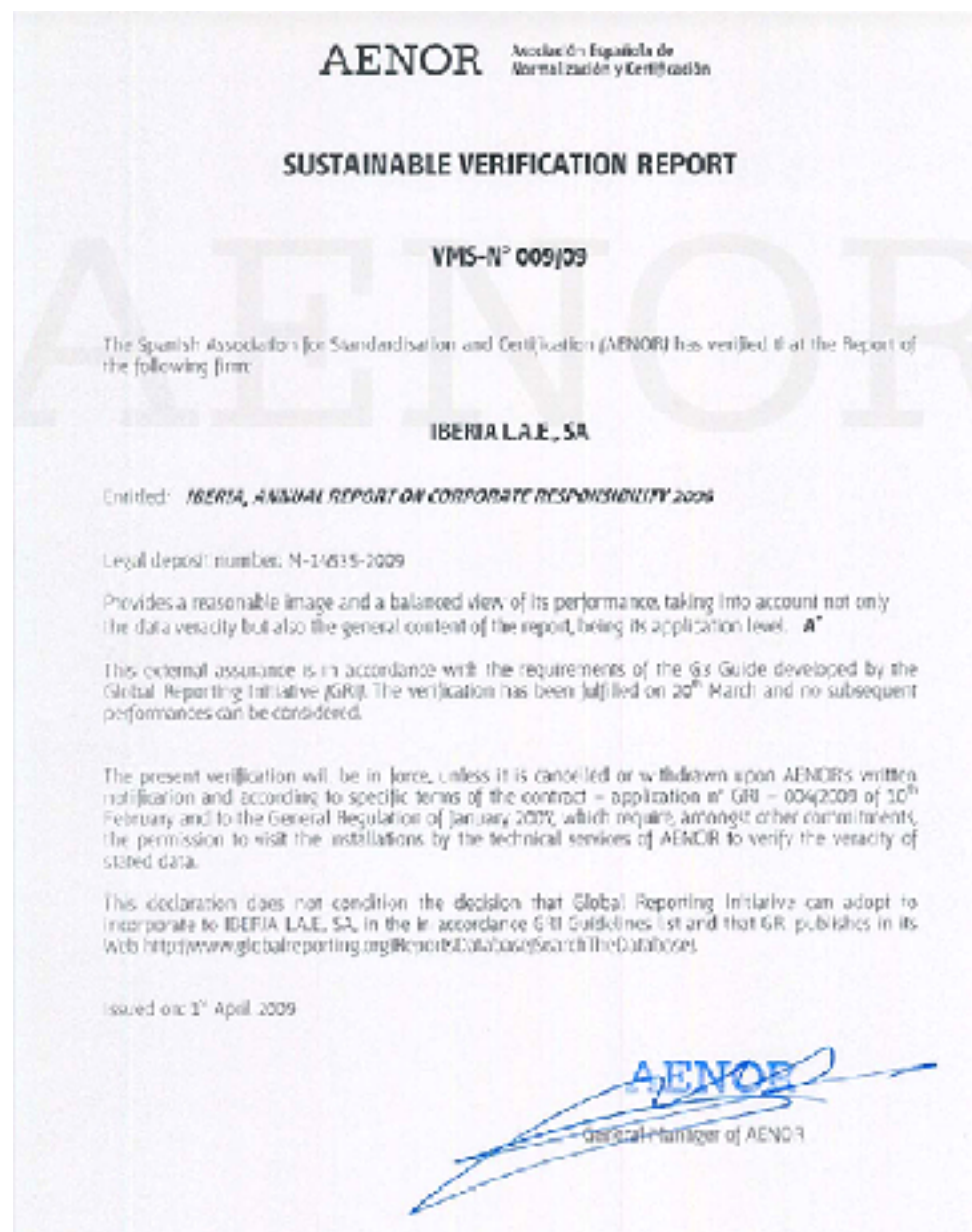 AENOR Asociación Española de
Normalización y Certificación
SUSTAINABLE VERIFICATION REPORT
VMS-Nº 009/09
AENOR
The Spanish Association for Standardisation and Certification (AENOR) has verified that the Report of
the following firm:
IBERIA L.A.E., SA
Entitled: IBERIA, ANNUAL REPORT ON CORPORATE RESPONSIBILITY
Legal deposit number:
Provides a reasonable image and a balanced view of its performance, taking into account not only
the data veracity but also the general content of the report, being its application level. A+
This external assurance is in accordance with the requirements of the G3 Guide developed by the
Global Reporting Initiative (GRI). The verification has been fulfilled on 20th March and no subsequent
performances can be considered.
The present verification will be in force, unless it is cancelled or withdrawn upon AENOR's written
notification and according to specific terms of the contract – application nº GRI – of 10th
February and to the General Regulation of January 2007, which require, amongst other commitments,
the permission to visit the installations by the technical services of AENOR to verify the veracity of
stated data.
This declaration does not condition the decision that Global Reporting Initiative can adopt to
incorporate to IBERIA L.A.E, SA, in the in accordance GRI Guidelines list and that GRI publishes in its
web http://www.globalreporting.org/ReportsDatabase/SearchTheDatabase/
Issued on: 1st April 2009
AENOR
General Manager of AENOR